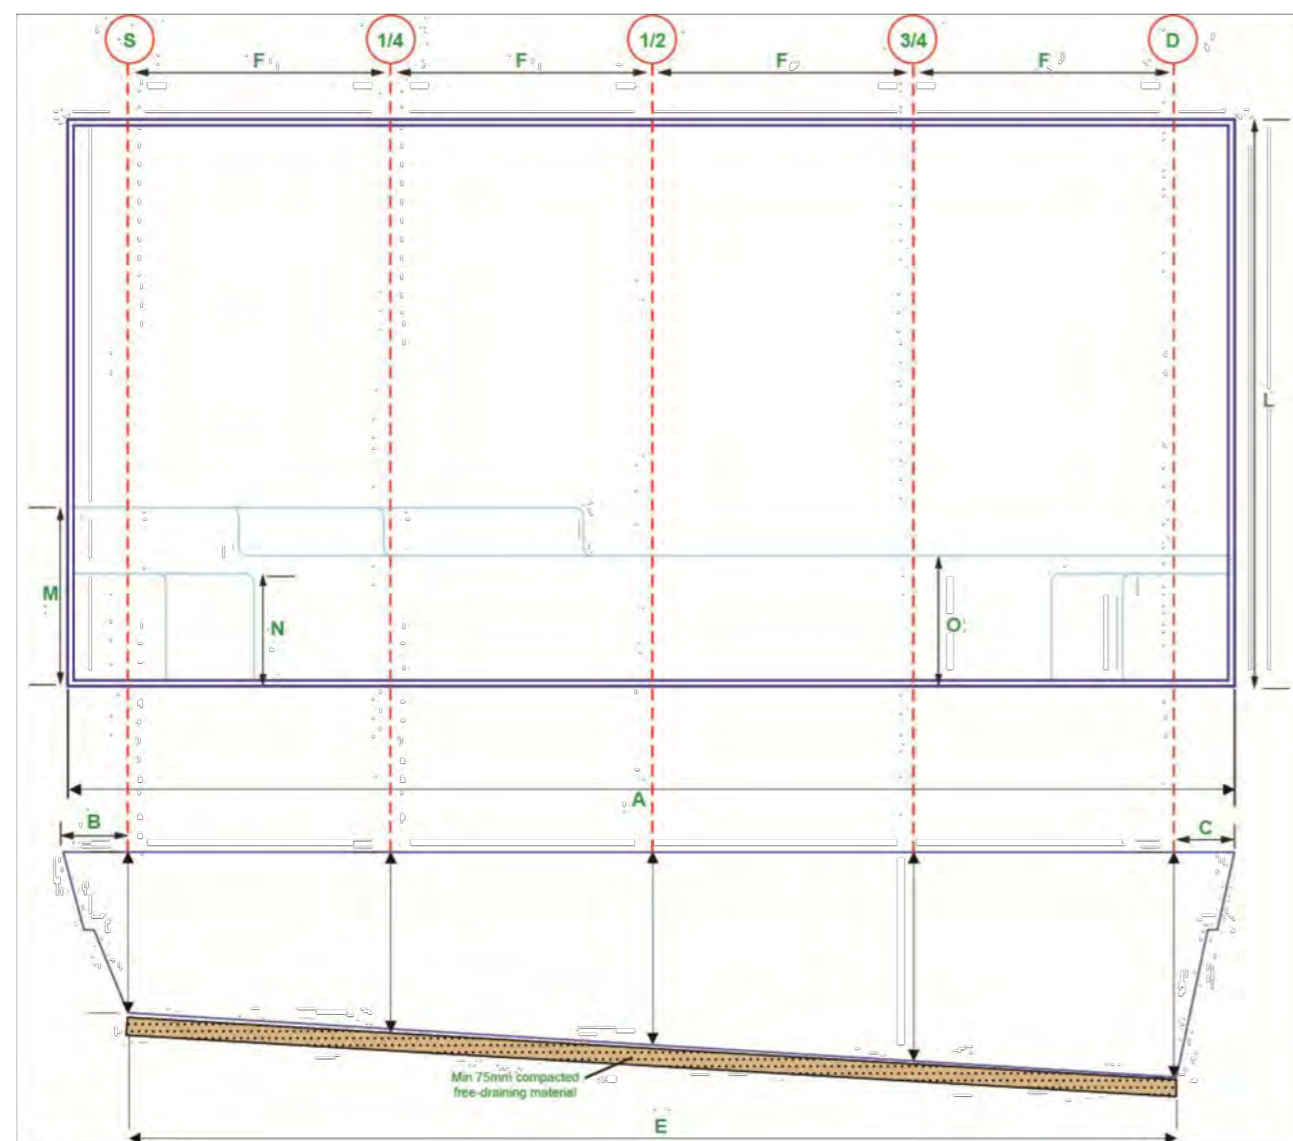 S 1/4 1/2 3/4 D
F F F F
L
M
N
O
A
B C
Min 75mm compacted
free-draining material
E